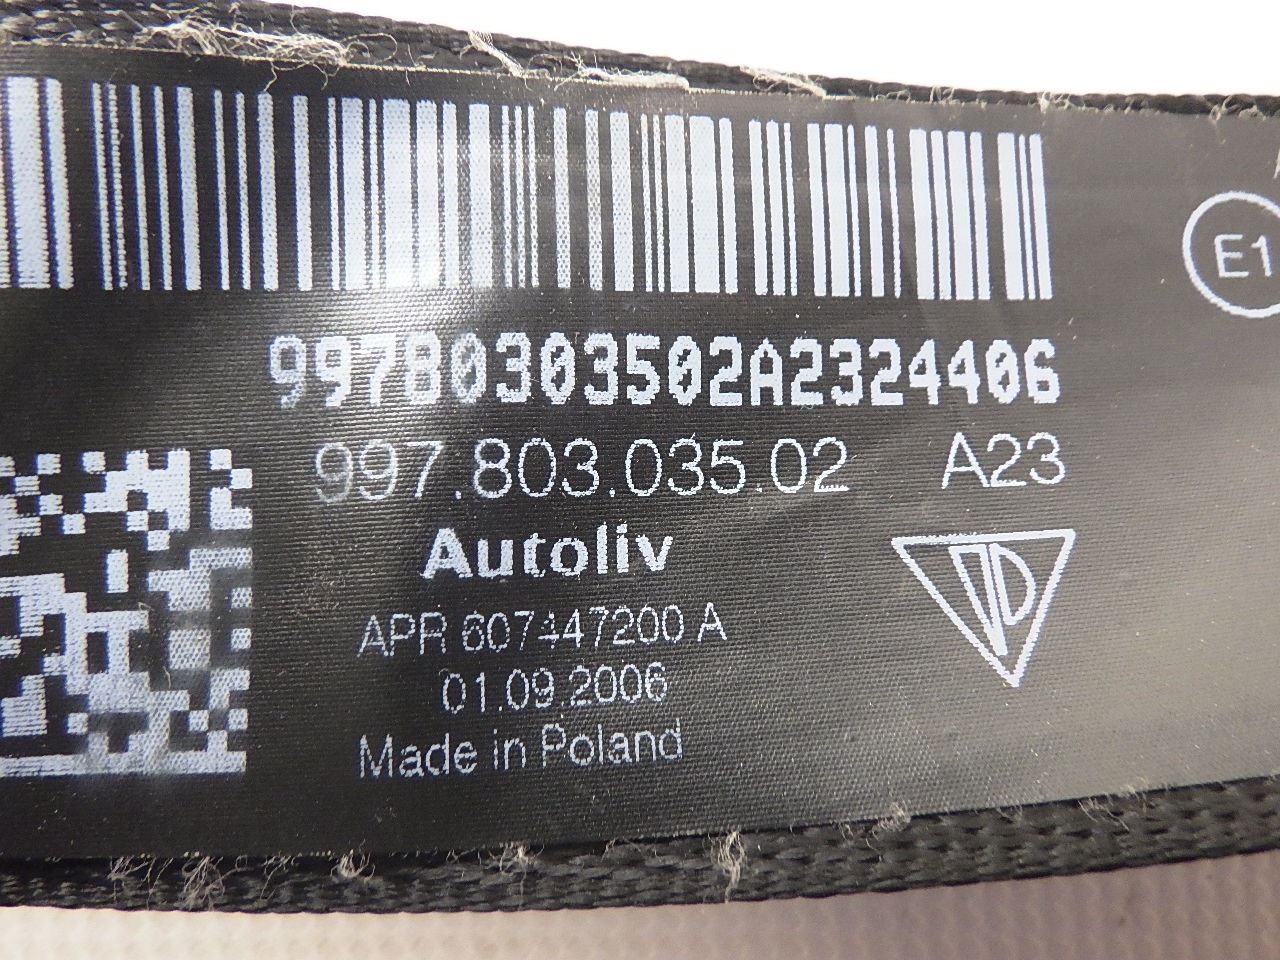 99780303502A2324406
997.803.035.02 A23
Autoliv
APR 607447200 A
01.09.2006
Made in Poland
E1